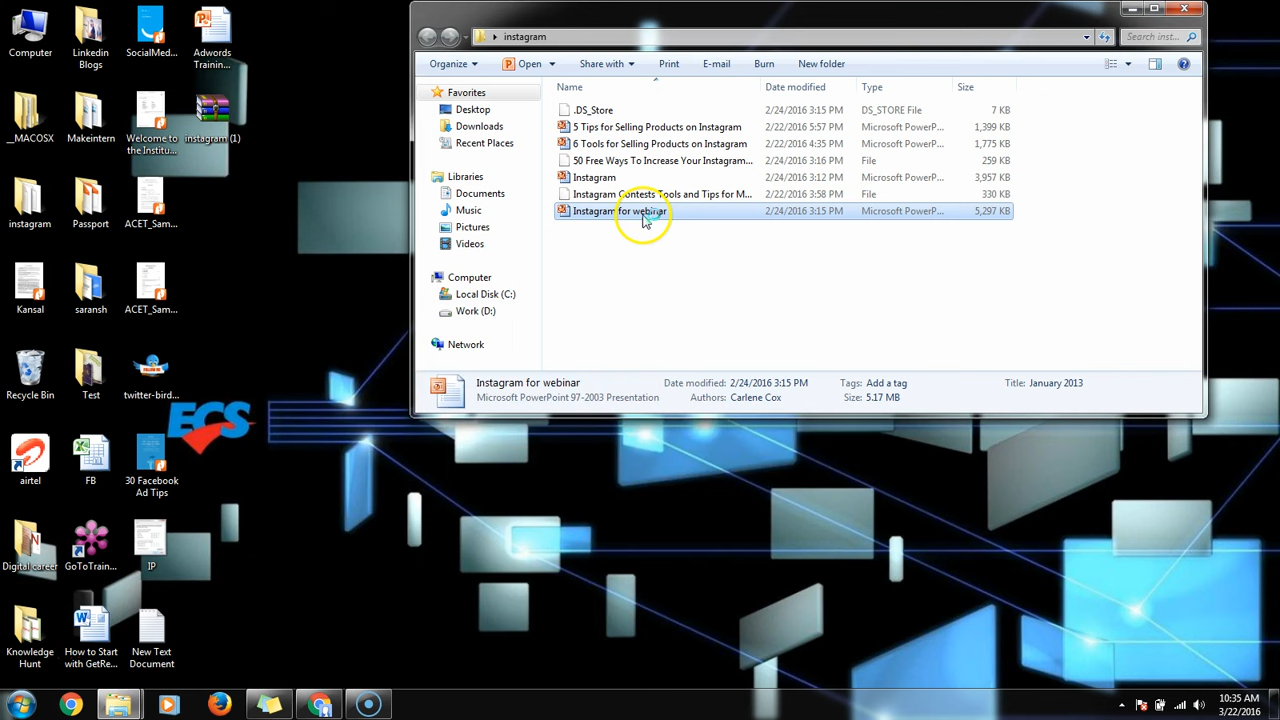 Computer
Linkedin
Blogs
SocialMed...
Adwords
Trainin...
__MACOSX
Makeintern
Welcome to
the Institu...
instagram (1)
instagram
Passport
ACET_Sam...
Kansal
saransh
ACET_Sam...
Recycle Bin
Test
twitter-bird...
ECS
airtel
FB
30 Facebook
Ad Tips
Digital career
GoToTrain...
IP
Knowledge
Hunt
How to Start
with GetRe...
New Text
Document
instagram
Search inst...
Organize
Open
Share with
Print
E-mail
Burn
New folder
Favorites
Desktop
Downloads
Recent Places
Libraries
Documents
Music
Pictures
Videos
Computer
Local Disk (C:)
Work (D:)
Network
Name Date modified Type Size
.DS_Store 2/24/2016 3:15 PM DS_STORE File 7 KB
5 Tips for Selling Products on Instagram 2/22/2016 5:57 PM Microsoft PowerP... 1,399 KB
6 Tools for Selling Products on Instagram 2/22/2016 4:35 PM Microsoft PowerP... 1,775 KB
50 Free Ways To Increase Your Instagram... 2/24/2016 3:16 PM File 259 KB
Instagram 2/24/2016 3:12 PM Microsoft PowerP... 3,957 KB
Instagram Contests Tools and Tips for M... 2/22/2016 3:58 PM File 330 KB
Instagram for webinar 2/24/2016 3:15 PM Microsoft PowerP... 5,297 KB
Instagram for webinar Date modified: 2/24/2016 3:15 PM Tags: Add a tag Title: January 2013
Microsoft PowerPoint 97-2003 Presentation Authors: Carlene Cox Size: 5.17 MB
10:35 AM
3/22/2016